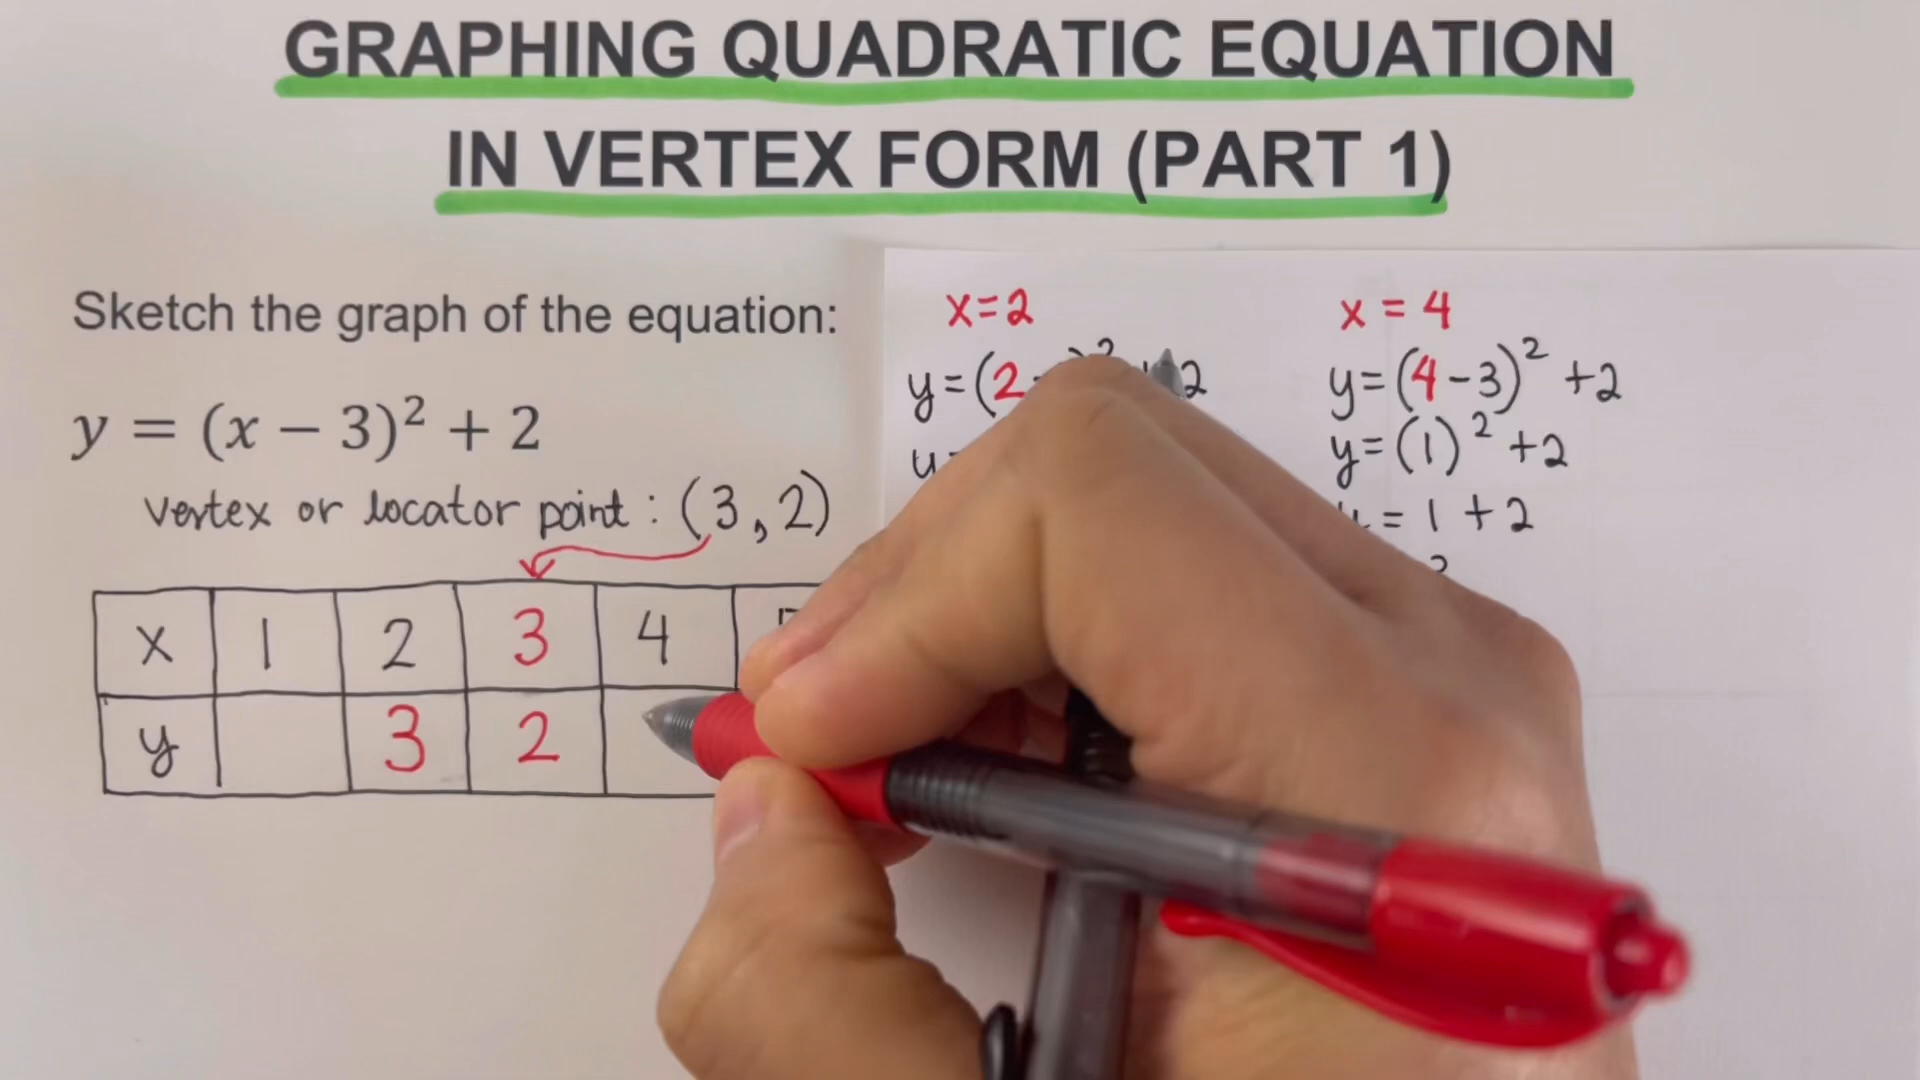 GRAPHING QUADRATIC EQUATION
IN VERTEX FORM (PART 1)
Sketch the graph of the equation:
y = (x − 3)² + 2
vertex or locator point : (3, 2)
x 1 2 3 4
y 3 2
x=2
y=(2 )² +2
y=
x = 4
y=(4-3)² +2
y=(1)² +2
y = 1 + 2